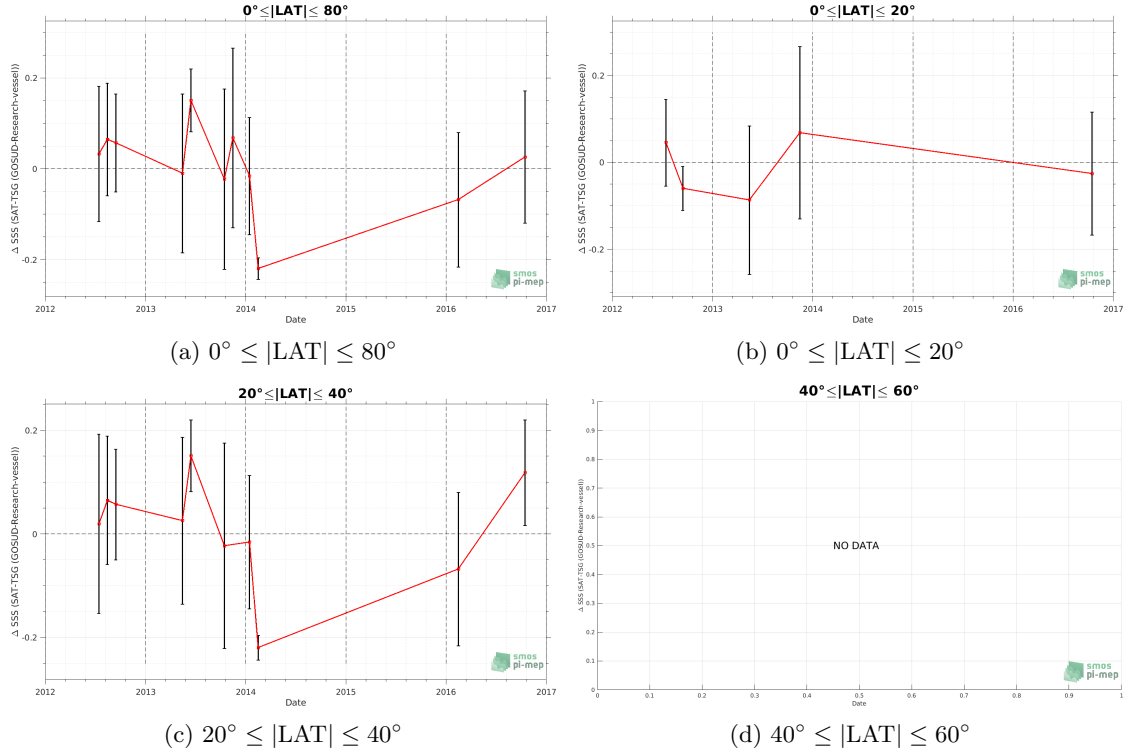 0°≤|LAT|≤ 80°
Δ SSS (SAT-TSG (GOSUD-Research-vessel))
0.2
0
-0.2
2012 2013 2014 2015 2016 2017
Date
smos
pi-mep
(a) 0° ≤ |LAT| ≤ 80°
0°≤|LAT|≤ 20°
Δ SSS (SAT-TSG (GOSUD-Research-vessel))
0.2
0
-0.2
2012 2013 2014 2015 2016 2017
Date
smos
pi-mep
(b) 0° ≤ |LAT| ≤ 20°
20°≤|LAT|≤ 40°
Δ SSS (SAT-TSG (GOSUD-Research-vessel))
0.2
0
-0.2
2012 2013 2014 2015 2016 2017
Date
smos
pi-mep
(c) 20° ≤ |LAT| ≤ 40°
40°≤|LAT|≤ 60°
Δ SSS (SAT-TSG (GOSUD-Research-vessel))
1
0.9
0.8
0.7
0.6
0.5
0.4
0.3
0.2
0.1
0
NO DATA
0 0.1 0.2 0.3 0.4 0.5 0.6 0.7 0.8 0.9 1
Date
smos
pi-mep
(d) 40° ≤ |LAT| ≤ 60°